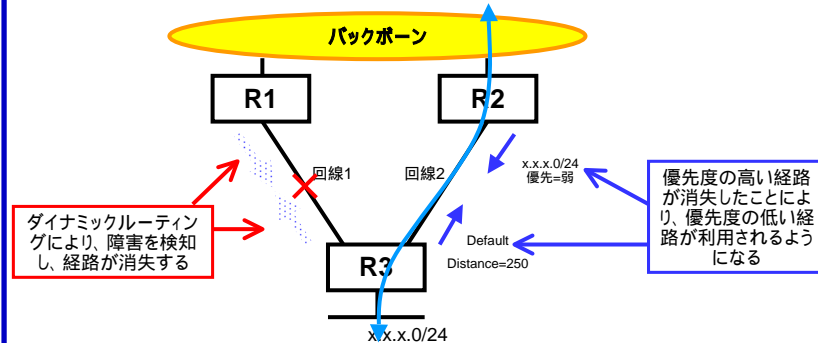 バックボーン
R1
R2
回線1
回線2
x.x.x.0/24
優先=弱
優先度の高い経路
が消失したことによ
り、優先度の低い経
路が利用されるよう
になる
ダイナミックルーティン
グにより、障害を検知
し、経路が消失する
Default
Distance=250
R3
x.x.x.0/24